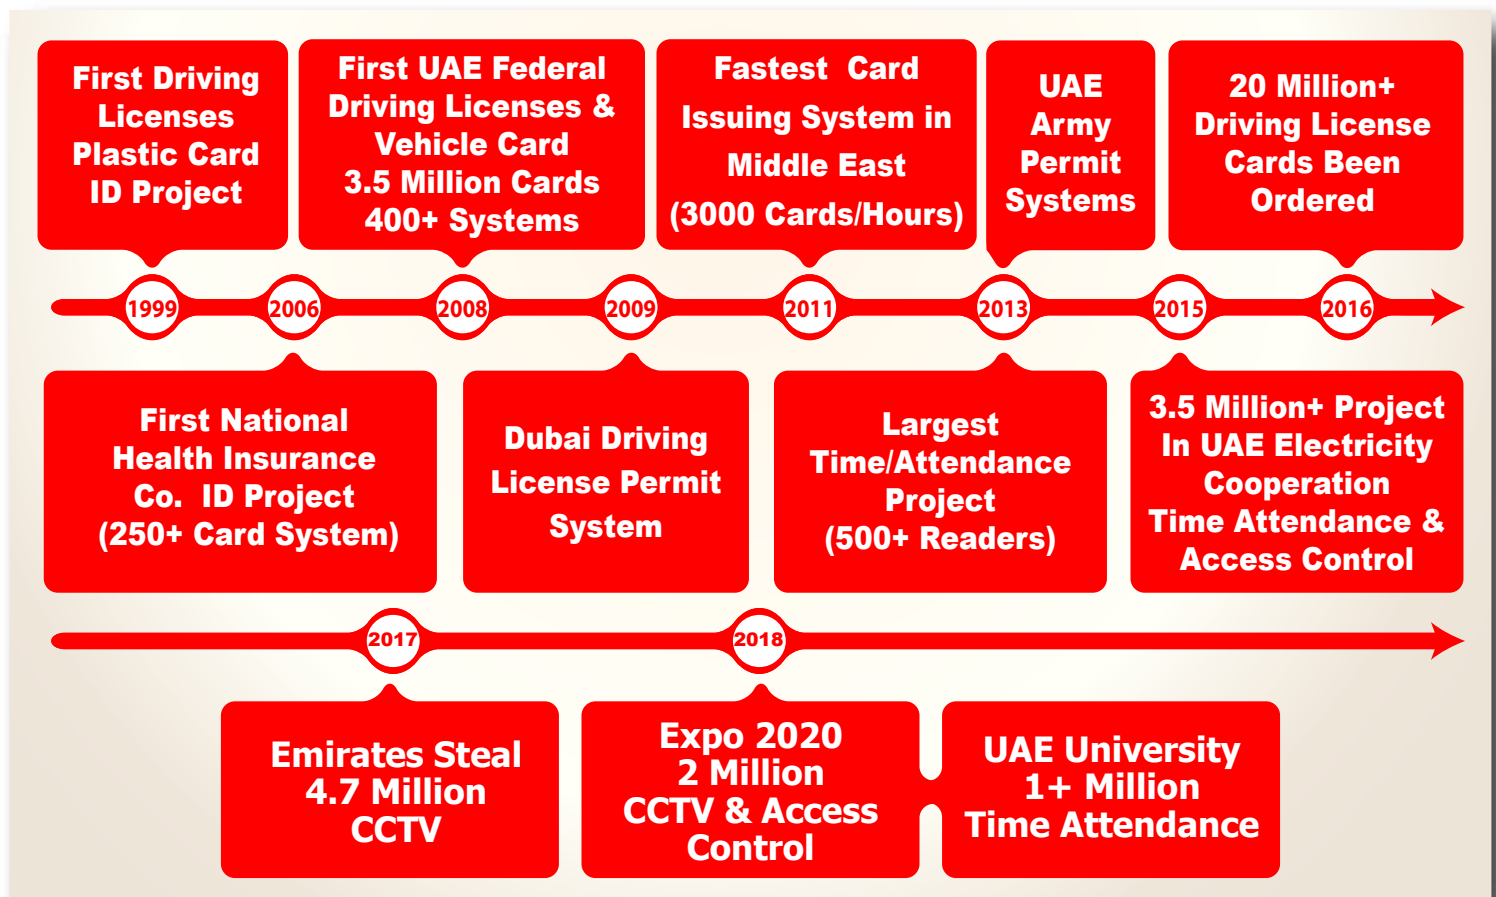 First Driving
Licenses
Plastic Card
ID Project
First UAE Federal
Driving Licenses &
Vehicle Card
3.5 Million Cards
400+ Systems
Fastest Card
Issuing System in
Middle East
(3000 Cards/Hours)
UAE
Army
Permit
Systems
20 Million+
Driving License
Cards Been
Ordered
1999 2006 2008 2009 2011 2013 2015 2016
First National
Health Insurance
Co. ID Project
(250+ Card System)
Dubai Driving
License Permit
System
Largest
Time/Attendance
Project
(500+ Readers)
3.5 Million+ Project
In UAE Electricity
Cooperation
Time Attendance &
Access Control
2017 2018
Emirates Steal
4.7 Million
CCTV
Expo 2020
2 Million
CCTV & Access
Control
UAE University
1+ Million
Time Attendance